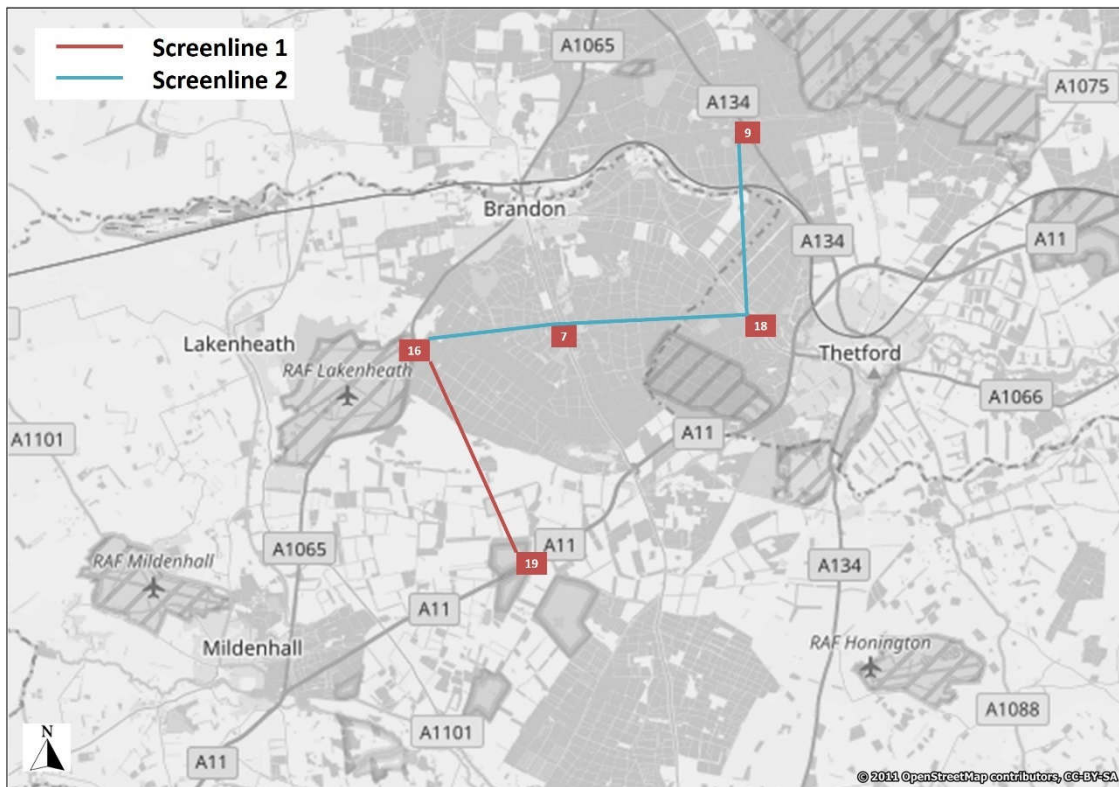 Screenline 1
Screenline 2
A1065
A134
A1075
9
Brandon
A134
A11
18
7
16
Lakenheath
RAF Lakenheath
Thetford
A1066
A1101
A11
A11
19
A1065
RAF Mildenhall
A134
A11
Mildenhall
RAF Honington
A1088
A1101
A11
N
© 2011 OpenStreetMap contributors, CC-BY-SA